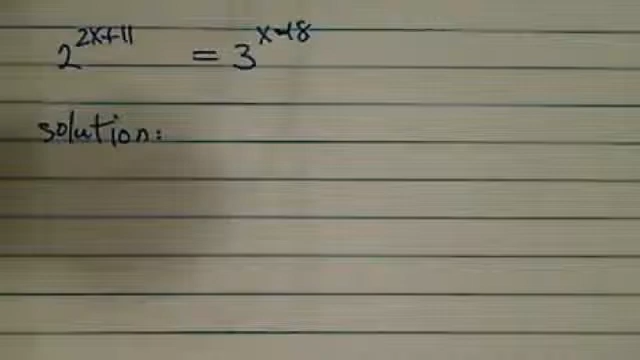 2^{2x+11} = 3^{x-18}
solution: